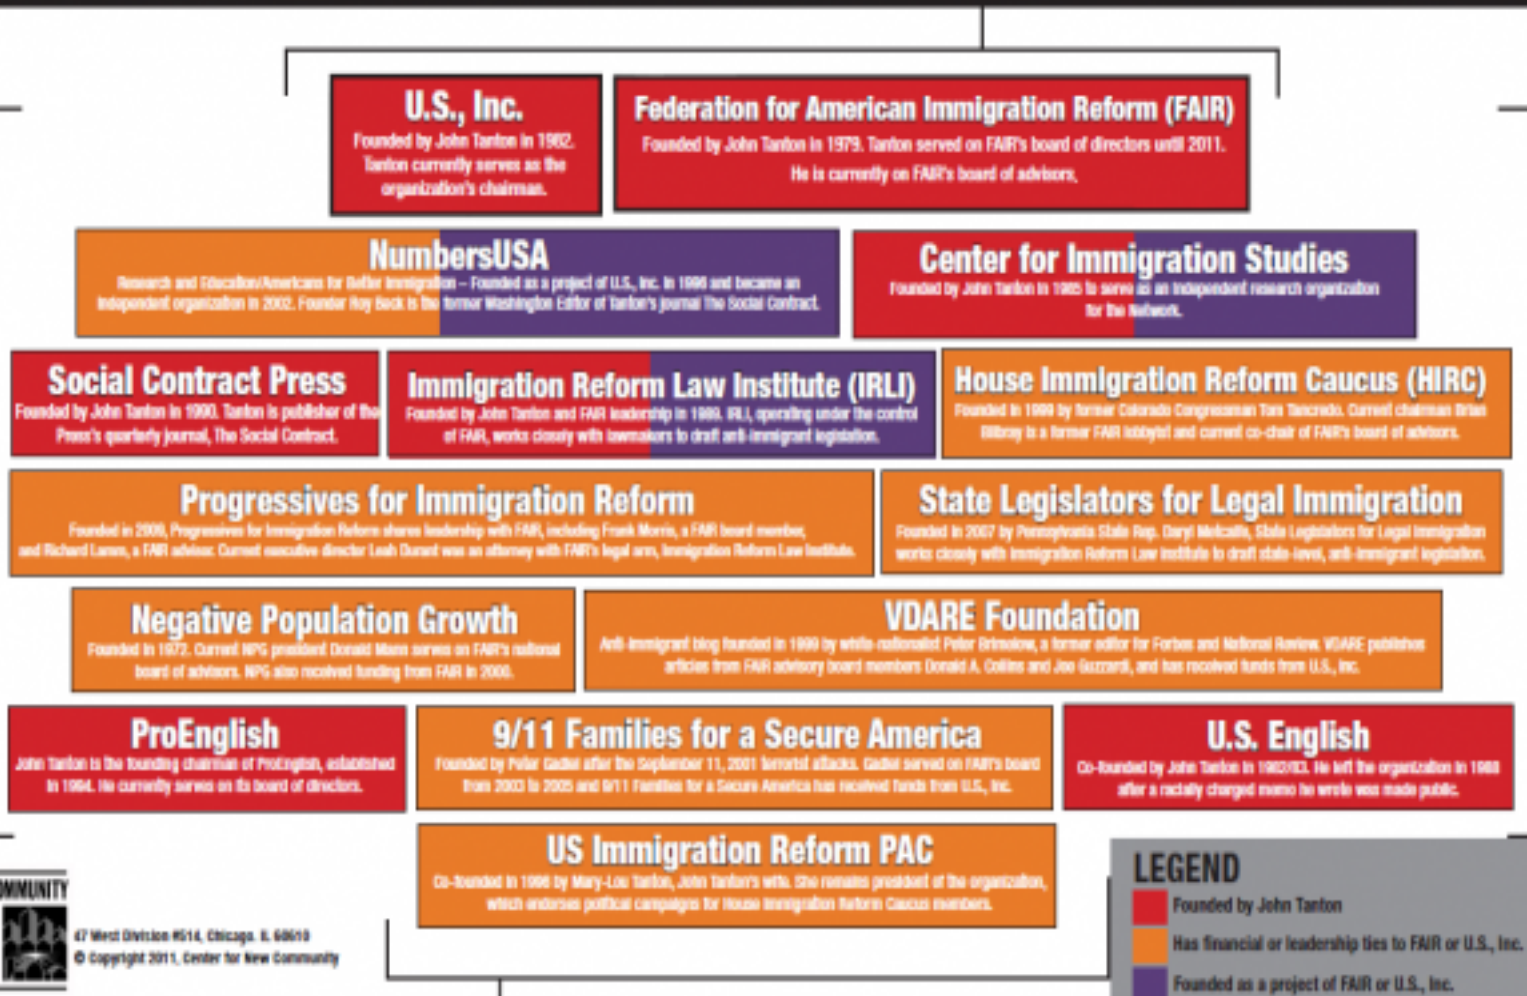 U.S., Inc.
Founded by John Tanton in 1982.
Tanton currently serves as the
organization's chairman.
Federation for American Immigration Reform (FAIR)
Founded by John Tanton in 1979. Tanton served on FAIR's board of directors until 2011.
He is currently on FAIR's board of advisors.
NumbersUSA
Research and Education/Americans for Better Immigration – Founded as a project of U.S., Inc. in 1996 and became an
independent organization in 2002. Founder Roy Beck is the former Washington Editor of Tanton's journal The Social Contract.
Center for Immigration Studies
Founded by John Tanton in 1985 to serve as an independent research organization
for the Network.
Social Contract Press
Founded by John Tanton in 1990. Tanton is publisher of the
Press's quarterly journal, The Social Contract.
Immigration Reform Law Institute (IRLI)
Founded by John Tanton and FAIR leadership in 1989. IRLI, operating under the control
of FAIR, works closely with lawmakers to draft anti-immigrant legislation.
House Immigration Reform Caucus (HIRC)
Founded in 1999 by former Colorado Congressman Tom Tancredo. Current chairman Brian
Bilbray is a former FAIR lobbyist and current co-chair of FAIR's board of advisors.
Progressives for Immigration Reform
Founded in 2009, Progressives for Immigration Reform shares leadership with FAIR, including Frank Morris, a FAIR board member,
and Richard Lamm, a FAIR advisor. Current executive director Leah Durant was an attorney with FAIR's legal arm, Immigration Reform Law Institute.
State Legislators for Legal Immigration
Founded in 2007 by Pennsylvania State Rep. Daryl Metcalfe, State Legislators for Legal Immigration
works closely with Immigration Reform Law Institute to draft state-level, anti-immigrant legislation.
Negative Population Growth
Founded in 1972. Current NPG president Donald Mann serves on FAIR's national
board of advisors. NPG also received funding from FAIR in 2000.
VDARE Foundation
Anti-immigrant blog founded in 1999 by white-nationalist Peter Brimelow, a former editor for Forbes and National Review. VDARE publishes
articles from FAIR advisory board members Donald A. Collins and Joe Guzzardi, and has received funds from U.S., Inc.
ProEnglish
John Tanton is the founding chairman of ProEnglish, established
in 1994. He currently serves on its board of directors.
9/11 Families for a Secure America
Founded by Peter Gadiel after the September 11, 2001 terrorist attacks. Gadiel served on FAIR's board
from 2003 to 2005 and 9/11 Families for a Secure America has received funds from U.S., Inc.
U.S. English
Co-founded by John Tanton in 1982/83. He left the organization in 1988
after a racially charged memo he wrote was made public.
US Immigration Reform PAC
Co-founded in 1996 by Mary-Lou Tanton, John Tanton's wife. She remains president of the organization,
which endorses political campaigns for House Immigration Reform Caucus members.
OMMUNITY
47 West Division #514, Chicago. IL 60610
© Copyright 2011, Center for New Community
LEGEND
Founded by John Tanton
Has financial or leadership ties to FAIR or U.S., Inc.
Founded as a project of FAIR or U.S., Inc.